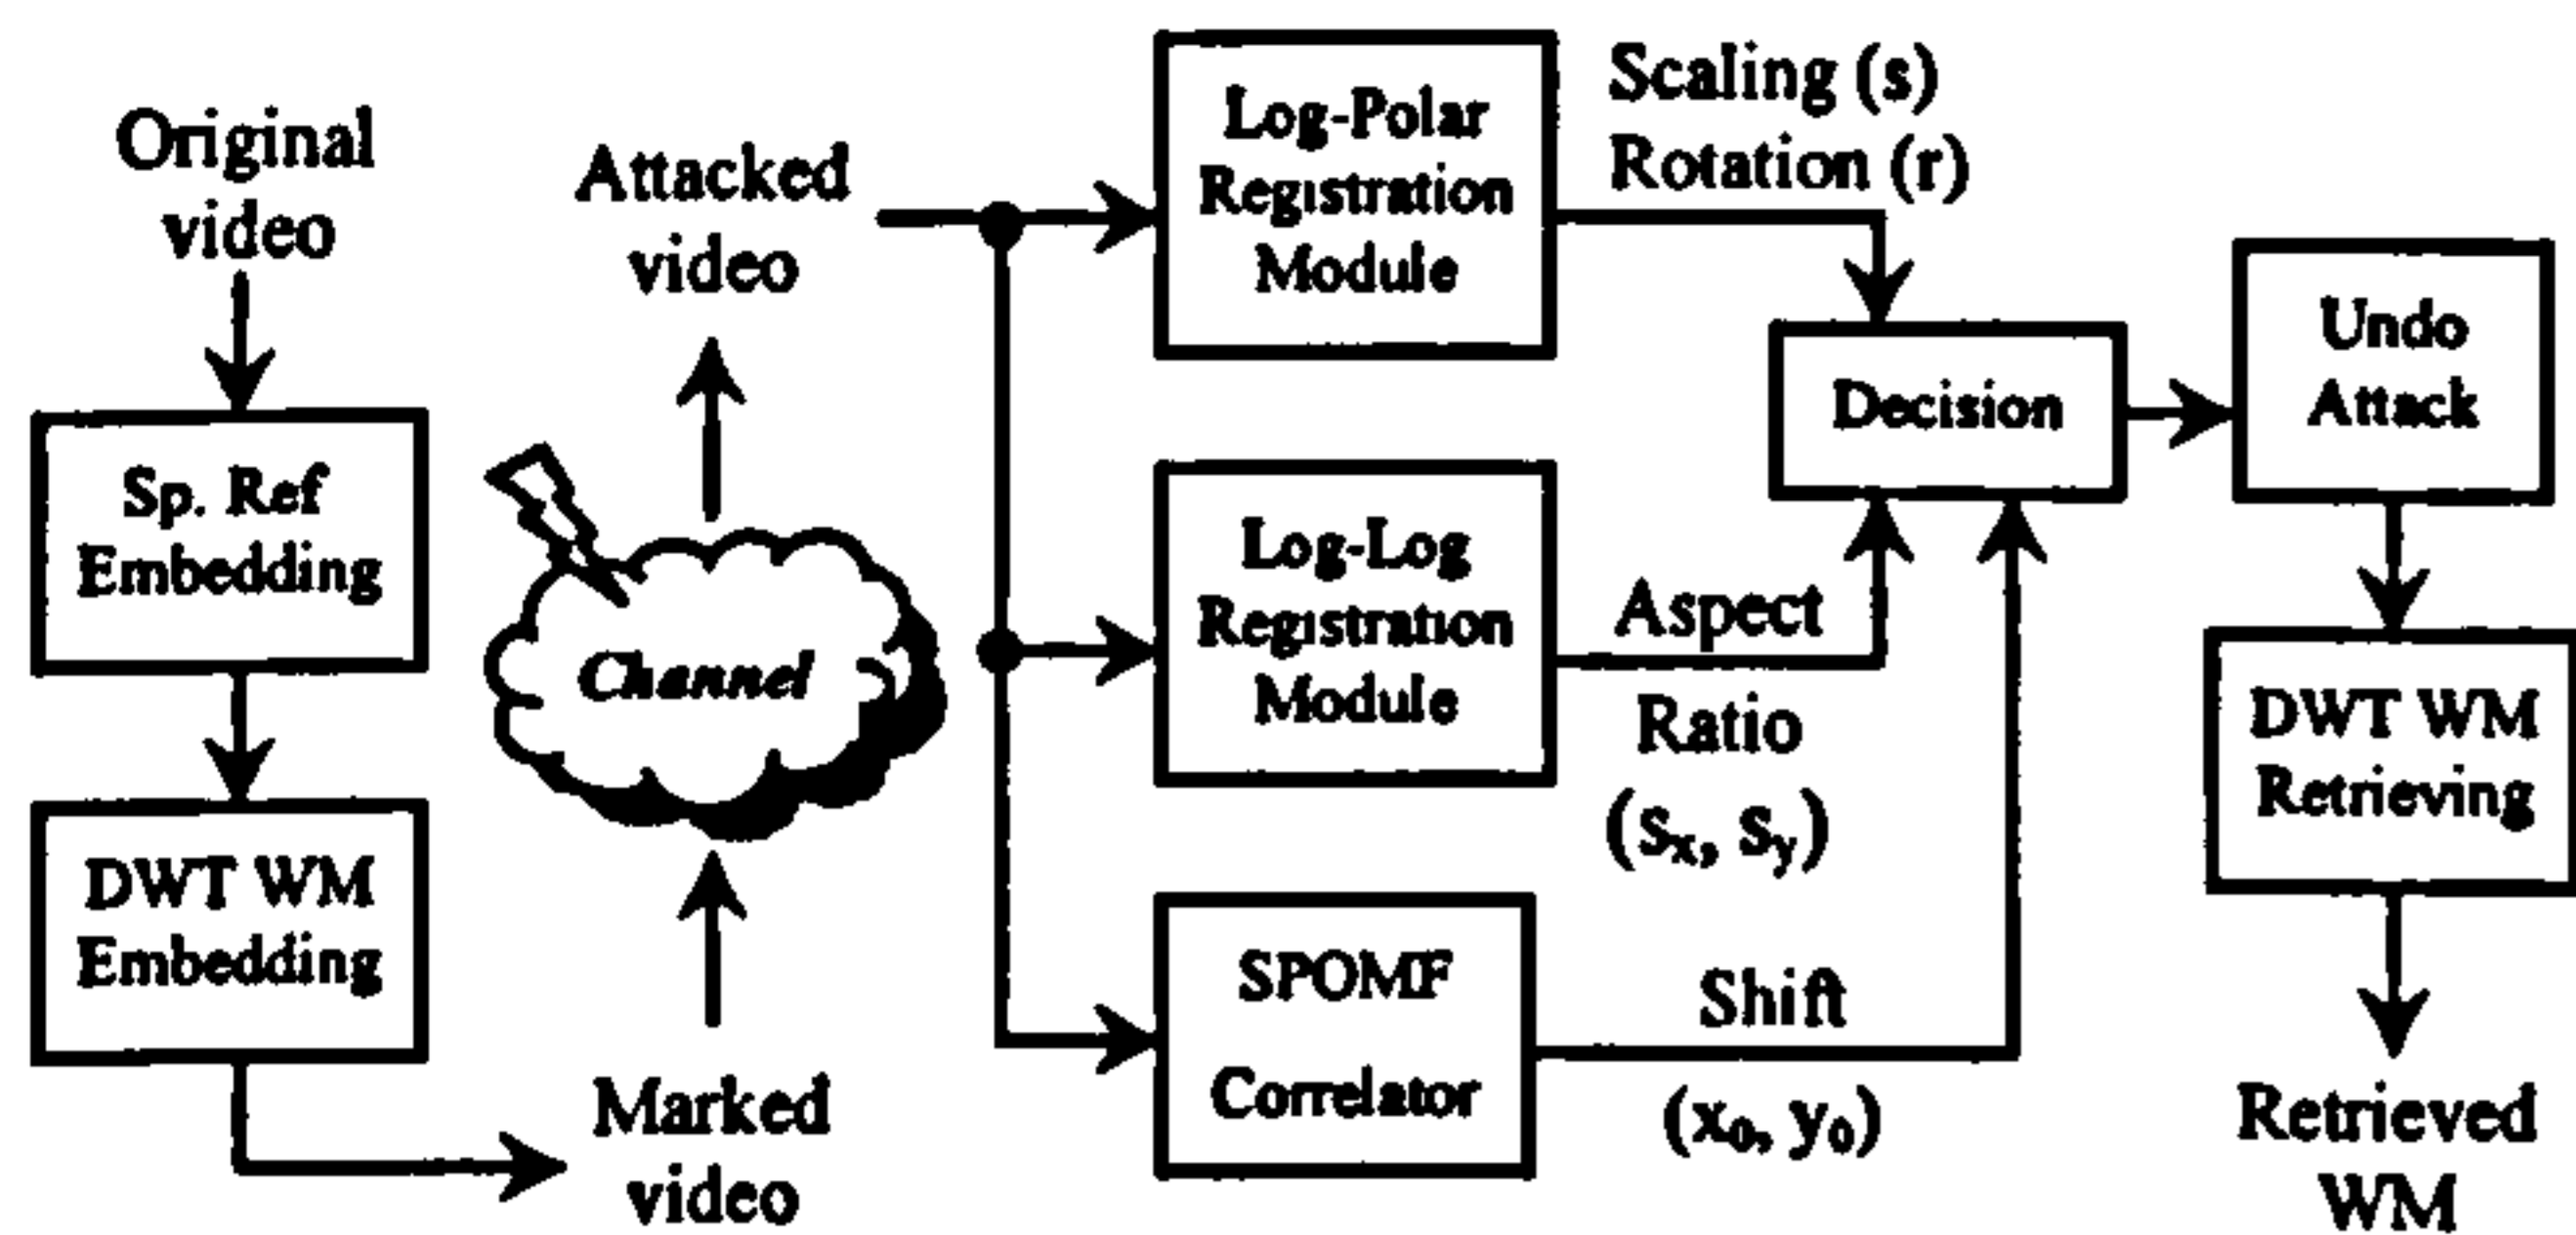 Original
video
Sp. Ref
Embedding
DWT WM
Embedding
Attacked
video
Channel
Marked
video
Log-Polar
Registration
Module
Scaling (s)
Rotation (r)
Log-Log
Registration
Module
Aspect
Ratio
(sₓ, sᵧ)
SPOMF
Correlator
Shift
(x₀, y₀)
Decision
Undo
Attack
DWT WM
Retrieving
Retrieved
WM